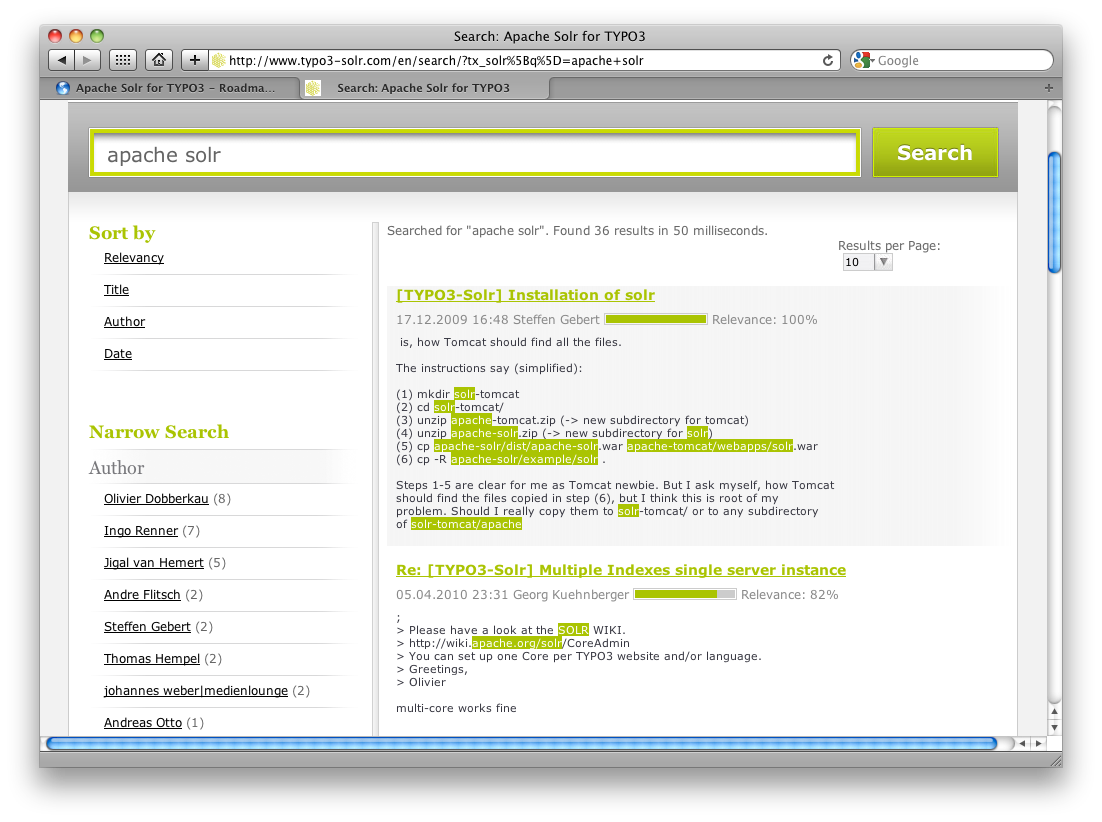 Search: Apache Solr for TYPO3
http://www.typo3-solr.com/en/search/?tx_solr%5Bq%5D=apache+solr
Google
Apache Solr for TYPO3 – Roadma...
Search: Apache Solr for TYPO3
apache solr
Search
Sort by
Relevancy
Title
Author
Date
Narrow Search
Author
Olivier Dobberkau (8)
Ingo Renner (7)
Jigal van Hemert (5)
Andre Flitsch (2)
Steffen Gebert (2)
Thomas Hempel (2)
johannes weber|medienlounge (2)
Andreas Otto (1)
Searched for "apache solr". Found 36 results in 50 milliseconds.
Results per Page:
10
[TYPO3-Solr] Installation of solr
17.12.2009 16:48 Steffen Gebert Relevance: 100%
is, how Tomcat should find all the files.
The instructions say (simplified):
(1) mkdir solr-tomcat
(2) cd solr-tomcat/
(3) unzip apache-tomcat.zip (-> new subdirectory for tomcat)
(4) unzip apache-solr.zip (-> new subdirectory for solr)
(5) cp apache-solr/dist/apache-solr.war apache-tomcat/webapps/solr.war
(6) cp -R apache-solr/example/solr .
Steps 1-5 are clear for me as Tomcat newbie. But I ask myself, how Tomcat
should find the files copied in step (6), but I think this is root of my
problem. Should I really copy them to solr-tomcat/ or to any subdirectory
of solr-tomcat/apache
Re: [TYPO3-Solr] Multiple Indexes single server instance
05.04.2010 23:31 Georg Kuehnberger Relevance: 82%
;
> Please have a look at the SOLR WIKI.
> http://wiki.apache.org/solr/CoreAdmin
> You can set up one Core per TYPO3 website and/or language.
> Greetings,
> Olivier
multi-core works fine